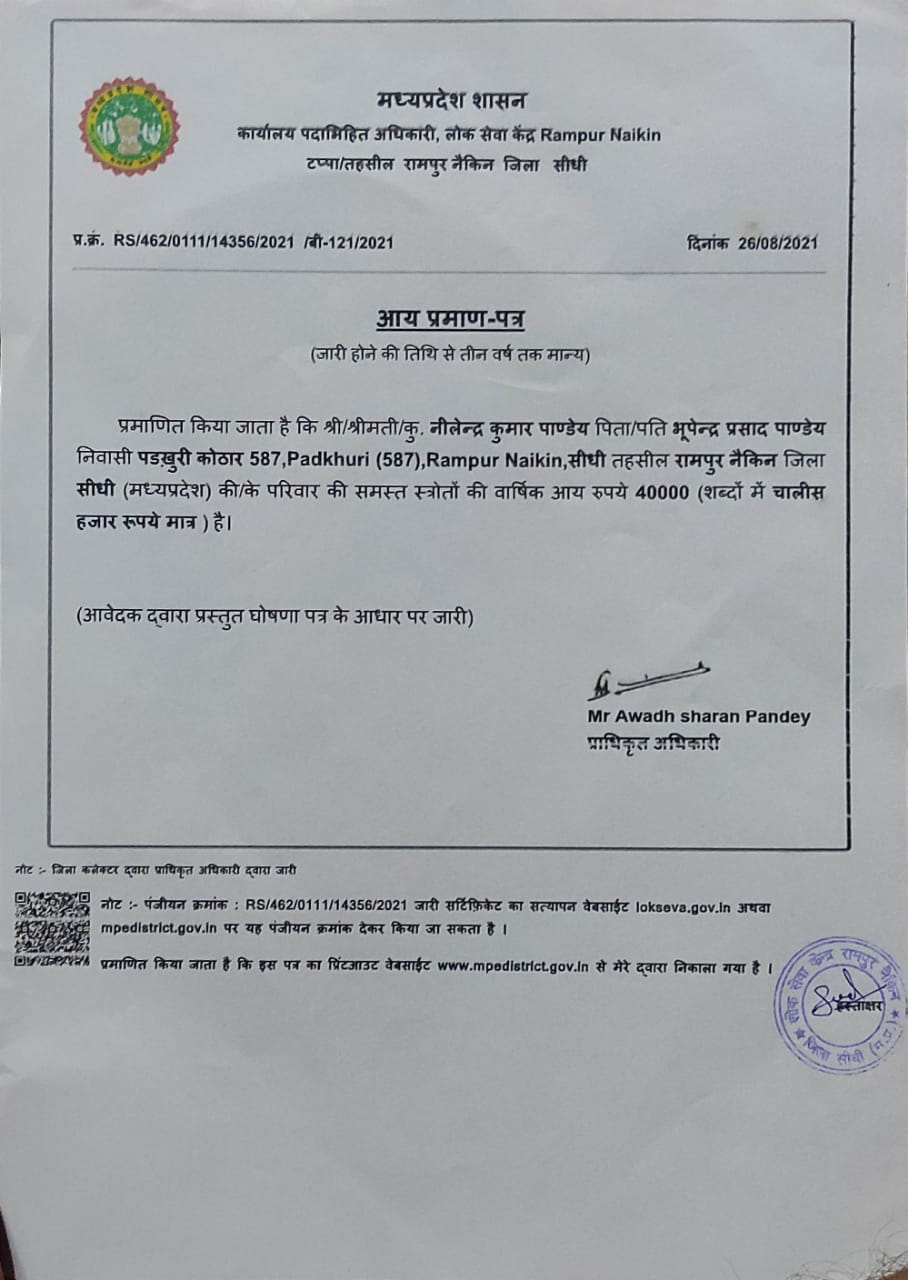 मध्यप्रदेश शासन
कार्यालय पदाभिहित अधिकारी, लोक सेवा केंद्र Rampur Naikin
टप्पा/तहसील रामपुर नैकिन जिला सीधी
प्र.क्रं. RS/462/0111/14356/2021 /बी-121/2021
दिनांक 26/08/2021
आय प्रमाण-पत्र
(जारी होने की तिथि से तीन वर्ष तक मान्य)
प्रमाणित किया जाता है कि श्री/श्रीमती/कु. नीलेन्द्र कुमार पाण्डेय पिता/पति भूपेन्द्र प्रसाद पाण्डेय
निवासी पडख़ुरी कोठार 587,Padkhuri (587),Rampur Naikin,सीधी तहसील रामपुर नैकिन जिला
सीधी (मध्यप्रदेश) की/के परिवार की समस्त स्त्रोतों की वार्षिक आय रुपये 40000 (शब्दों में चालीस
हजार रूपये मात्र ) है।
(आवेदक द्वारा प्रस्तुत घोषणा पत्र के आधार पर जारी)
Mr Awadh sharan Pandey
प्राधिकृत अधिकारी
नोट :- जिला कलेक्टर द्वारा प्राधिकृत अधिकारी द्वारा जारी
नोट :- पंजीयन क्रमांक : RS/462/0111/14356/2021 जारी सर्टिफ़िकेट का सत्यापन वेबसाईट lokseva.gov.in अथवा
mpedistrict.gov.in पर यह पंजीयन क्रमांक देकर किया जा सकता है ।
प्रमाणित किया जाता है कि इस पत्र का प्रिंटआउट वेबसाईट www.mpedistrict.gov.in से मेरे द्वारा निकाला गया है ।
लोक सेवा केन्द्र रामपुर नैकिन
हस्ताक्षर
जिला सीधी (म.प्र.)